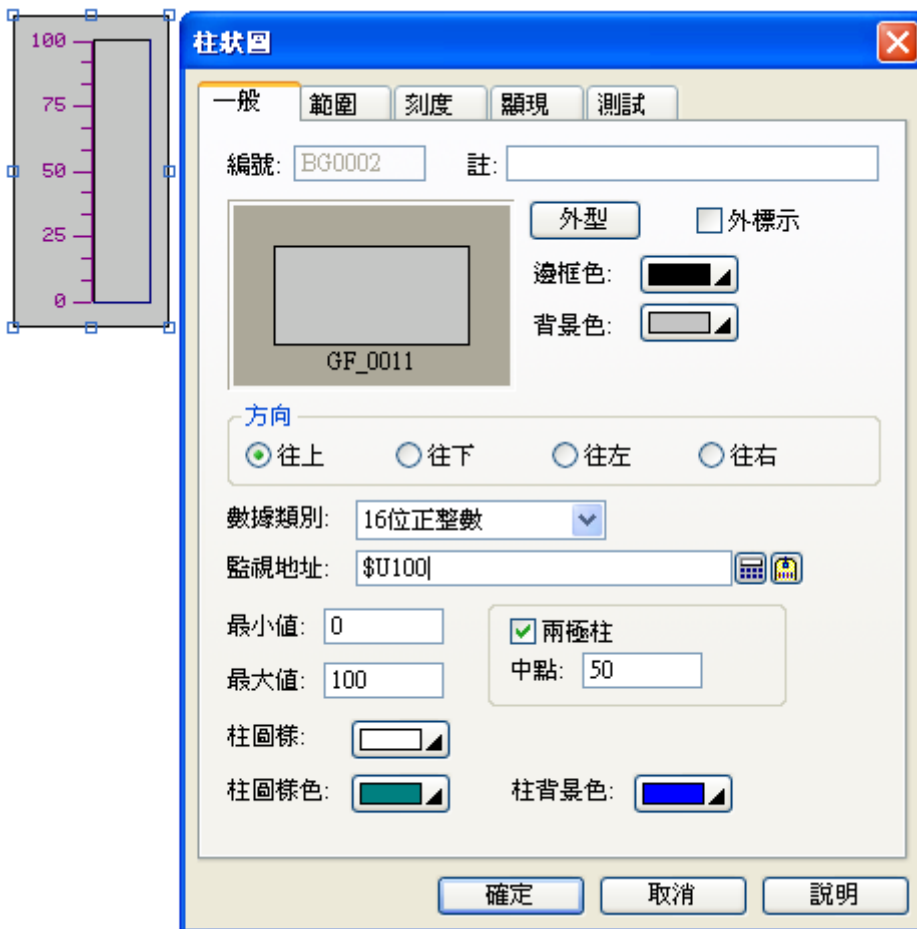 100
75
50
25
0
柱狀圖
一般 範圍 刻度 顯現 測試
編號: BG0002 註:
外型 外標示
邊框色:
背景色:
GF_0011
方向
往上 往下 往左 往右
數據類別: 16位正整數
監視地址: $U100
最小值: 0
兩極柱
最大值: 100
中點: 50
柱圖樣:
柱圖樣色: 柱背景色:
確定 取消 說明